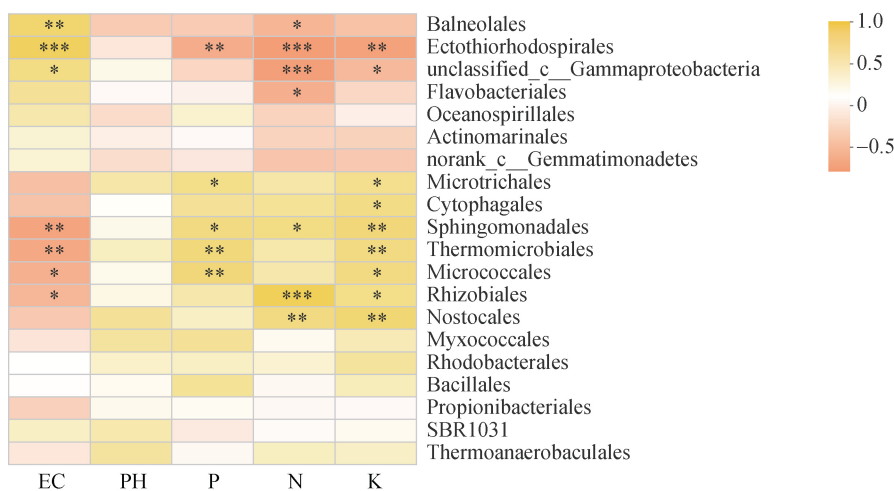 ** * Balneolales
*** ** *** ** Ectothiorhodospirales
* *** * unclassified_c__Gammaproteobacteria
* Flavobacteriales
Oceanospirillales
Actinomarinales
norank_c__Gemmatimonadetes
* * Microtrichales
* Cytophagales
** * * ** Sphingomonadales
** ** ** Thermomicrobiales
* ** * Micrococcales
* *** * Rhizobiales
** ** Nostocales
Myxococcales
Rhodobacterales
Bacillales
Propionibacteriales
SBR1031
Thermoanaerobaculales
EC PH P N K
1.0
0.5
0
−0.5